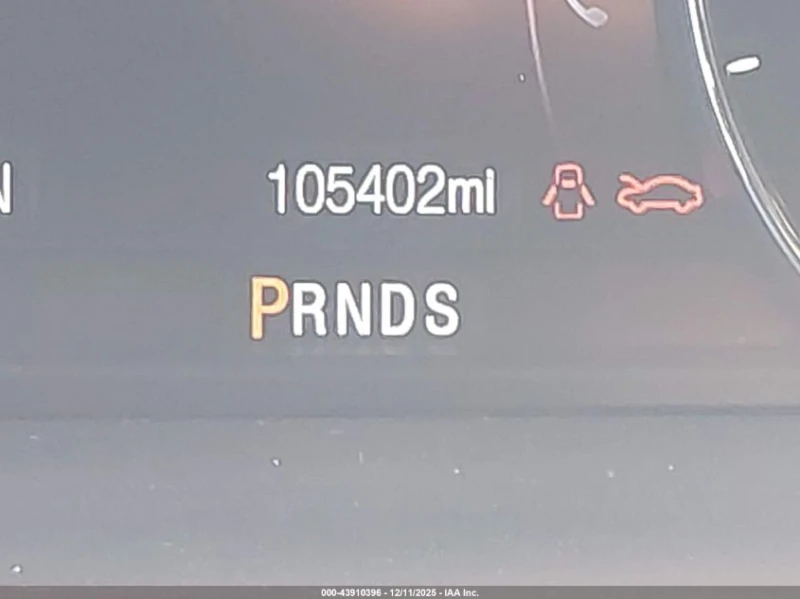 N
105402mi
PRNDS
000-43910396 - 12/11/2025 - IAA Inc.